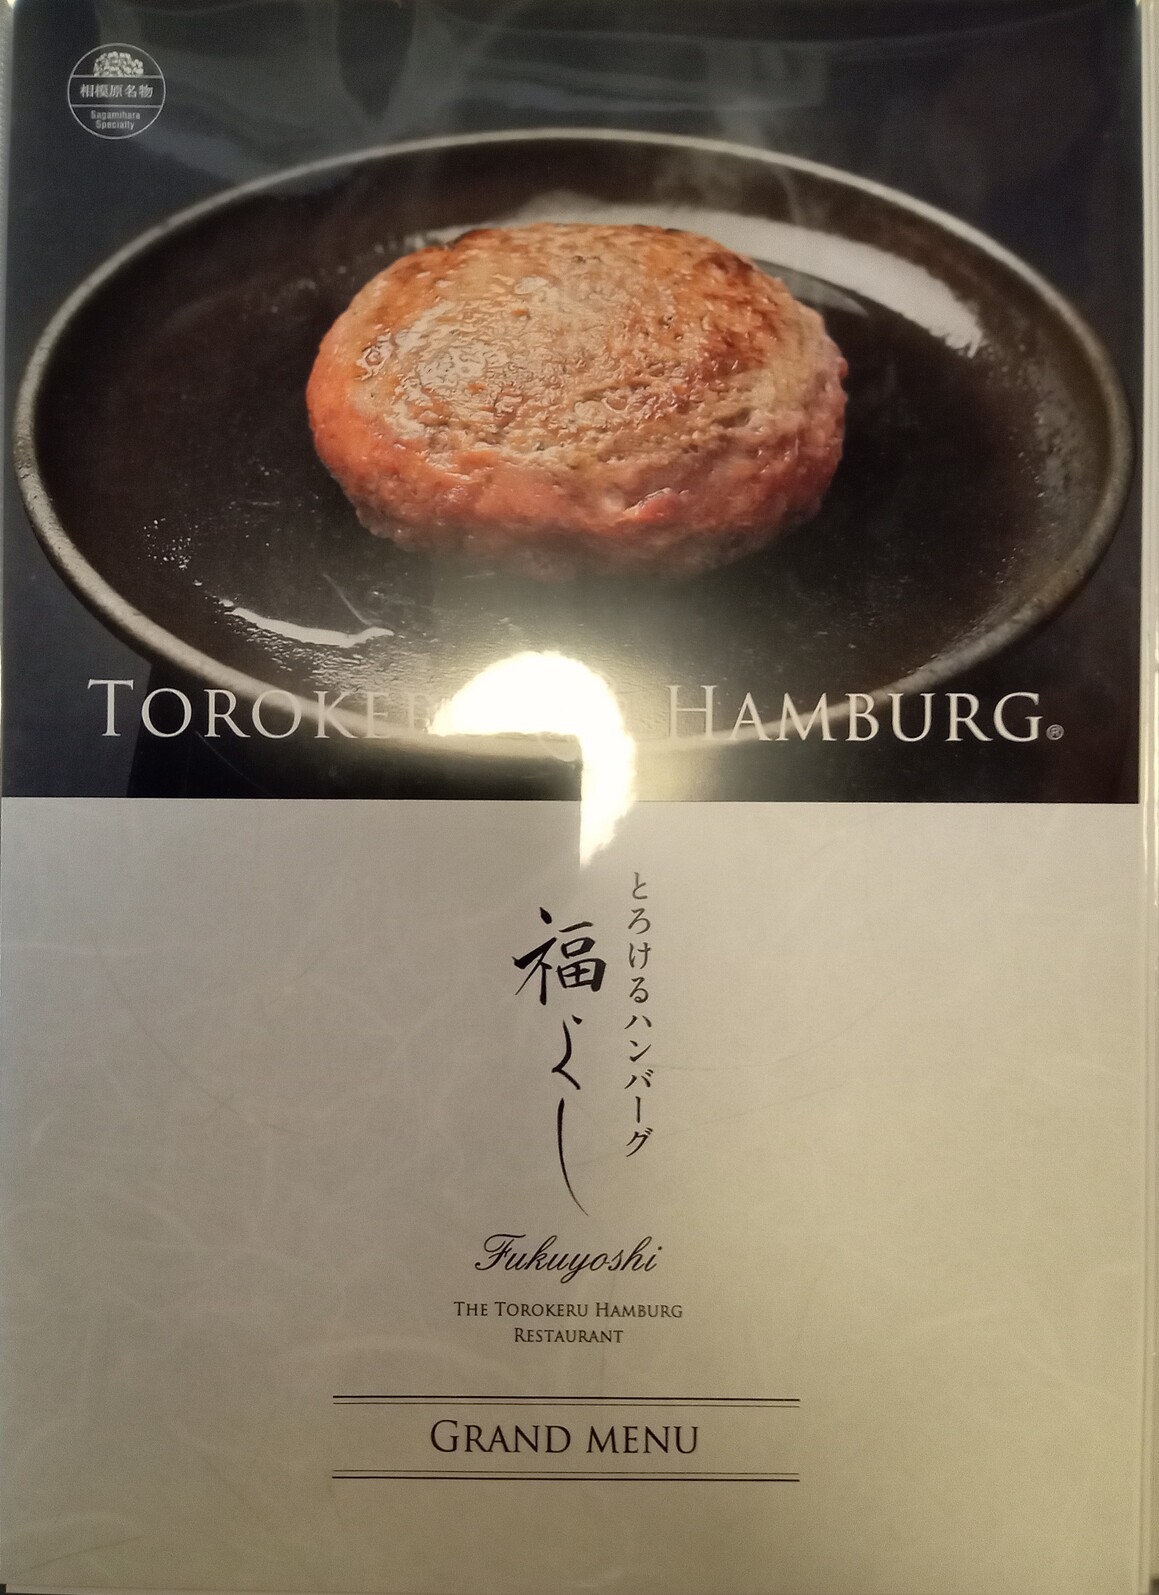 相模原名物
Sagamihara
Specialty
TOROKE HAMBURG®
とろけるハンバーグ
福よし
Fukuyoshi
THE TOROKERU HAMBURG
RESTAURANT
GRAND MENU